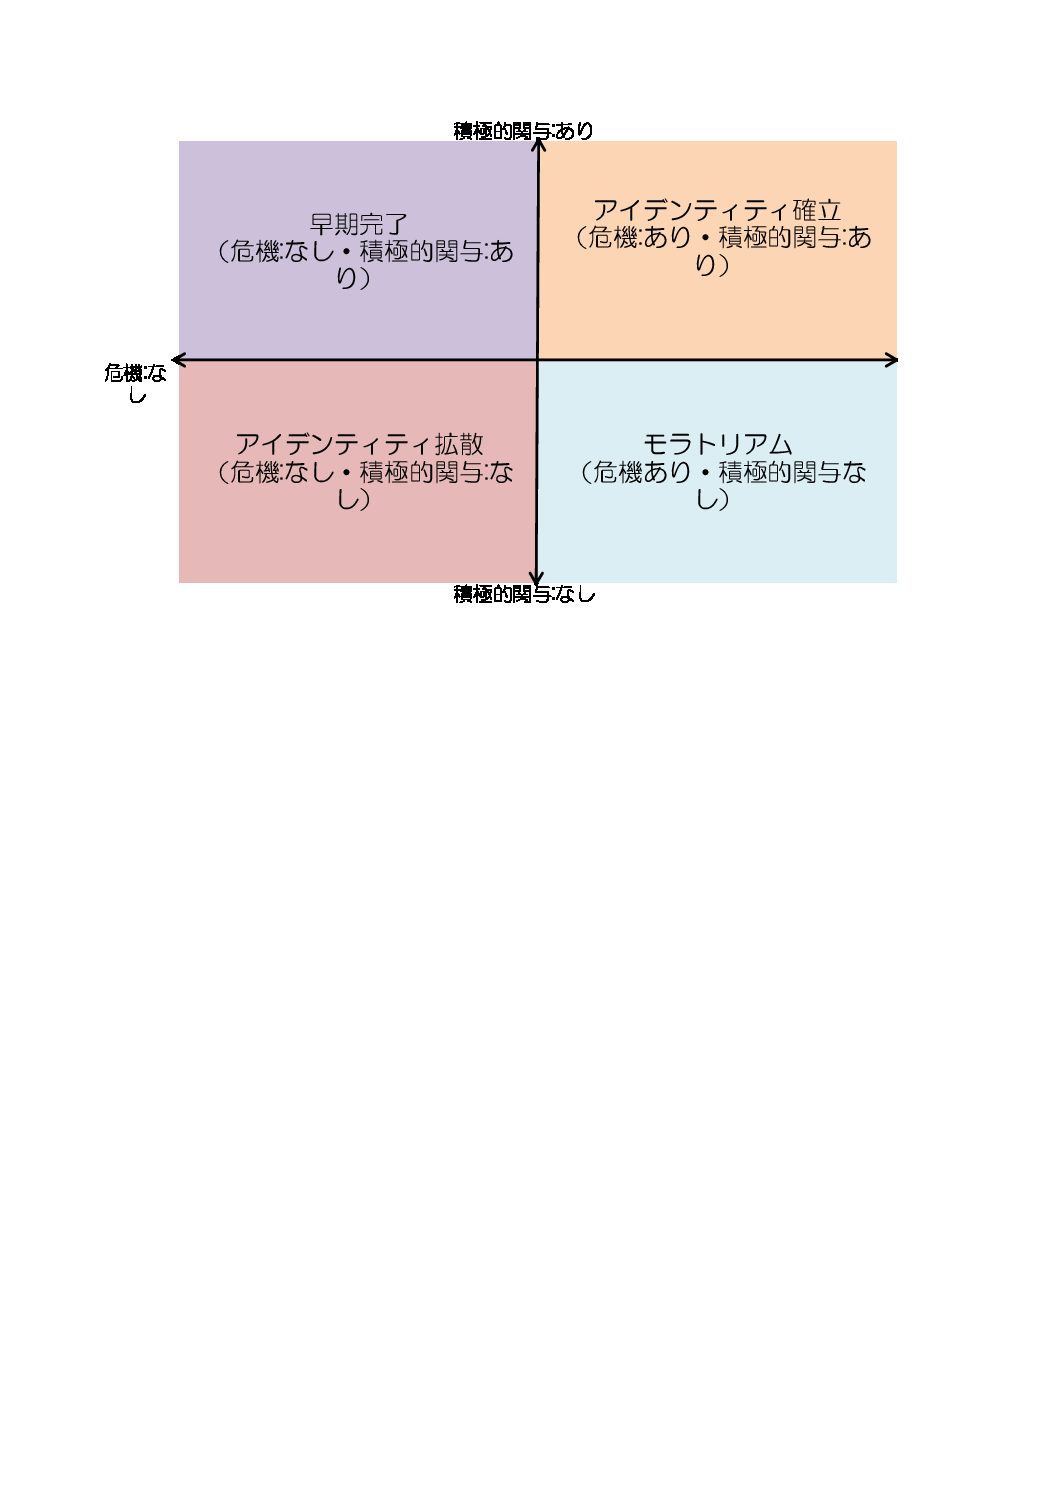 積極的関与:あり
早期完了
（危機:なし・積極的関与:あ
り）
アイデンティティ確立
（危機:あり・積極的関与:あ
り）
危機:な
し
アイデンティティ拡散
（危機:なし・積極的関与:な
し）
モラトリアム
（危機あり・積極的関与な
し）
積極的関与:なし